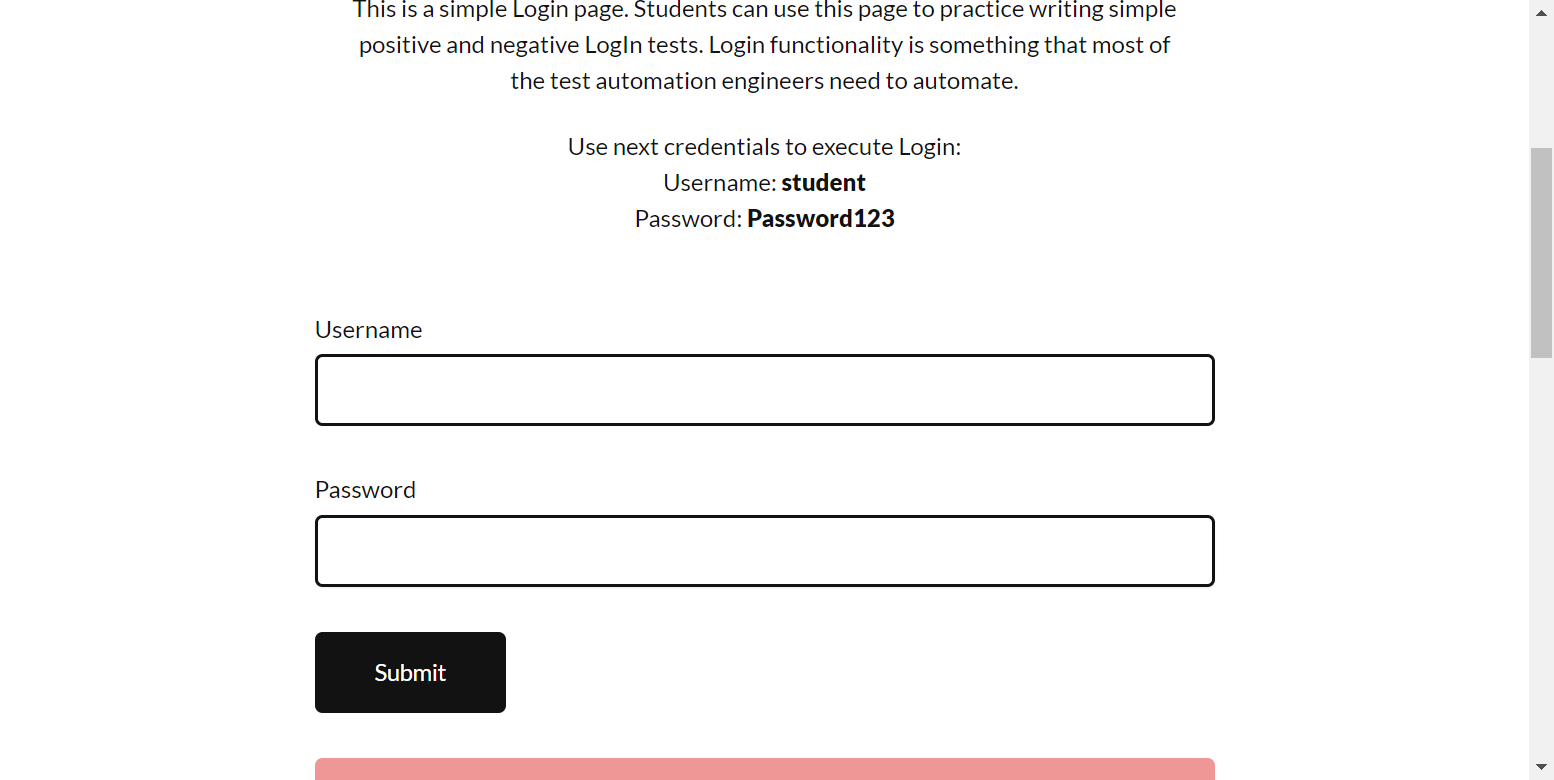 This is a simple Login page. Students can use this page to practice writing simple
positive and negative LogIn tests. Login functionality is something that most of
the test automation engineers need to automate.
Use next credentials to execute Login:
Username: student
Password: Password123
Username
Password
Submit